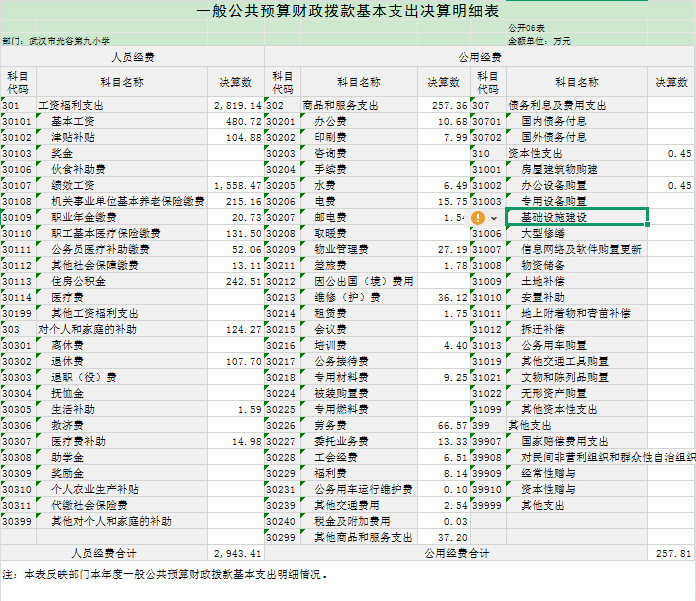 一般公共预算财政拨款基本支出决算明细表
公开06表
部门：武汉市光谷第九小学 金额单位：万元
人员经费 公用经费
科目代码 科目名称 决算数 科目代码 科目名称 决算数 科目代码 科目名称 决算数
301 工资福利支出 2,819.14 302 商品和服务支出 257.36 307 债务利息及费用支出
30101 基本工资 480.72 30201 办公费 10.68 30701 国内债务付息
30102 津贴补贴 104.88 30202 印刷费 7.99 30702 国外债务付息
30103 奖金 30203 咨询费 310 资本性支出 0.45
30106 伙食补助费 30204 手续费 31001 房屋建筑物购建
30107 绩效工资 1,558.47 30205 水费 6.49 31002 办公设备购置 0.45
30108 机关事业单位基本养老保险缴费 215.16 30206 电费 15.75 31003 专用设备购置
30109 职业年金缴费 20.73 30207 邮电费 1.5 基础设施建设
30110 职工基本医疗保险缴费 131.50 30208 取暖费 31006 大型修缮
30111 公务员医疗补助缴费 52.06 30209 物业管理费 27.19 31007 信息网络及软件购置更新
30112 其他社会保障缴费 13.11 30211 差旅费 1.78 31008 物资储备
30113 住房公积金 242.51 30212 因公出国（境）费用 31009 土地补偿
30114 医疗费 30213 维修（护）费 36.12 31010 安置补助
30199 其他工资福利支出 30214 租赁费 1.75 31011 地上附着物和青苗补偿
303 对个人和家庭的补助 124.27 30215 会议费 31012 拆迁补偿
30301 离休费 30216 培训费 4.40 31013 公务用车购置
30302 退休费 107.70 30217 公务接待费 31019 其他交通工具购置
30303 退职（役）费 30218 专用材料费 9.25 31021 文物和陈列品购置
30304 抚恤金 30224 被装购置费 31022 无形资产购置
30305 生活补助 1.59 30225 专用燃料费 31099 其他资本性支出
30306 救济费 30226 劳务费 66.57 399 其他支出
30307 医疗费补助 14.98 30227 委托业务费 13.33 39907 国家赔偿费用支出
30308 助学金 30228 工会经费 6.51 39908 对民间非营利组织和群众性自治组织
30309 奖励金 30229 福利费 8.14 39909 经常性赠与
30310 个人农业生产补贴 30231 公务用车运行维护费 0.10 39910 资本性赠与
30311 代缴社会保险费 30239 其他交通费用 2.54 39999 其他支出
30399 其他对个人和家庭的补助 30240 税金及附加费用 0.03
30299 其他商品和服务支出 37.20
人员经费合计 2,943.41 公用经费合计 257.81
注：本表反映部门本年度一般公共预算财政拨款基本支出明细情况。